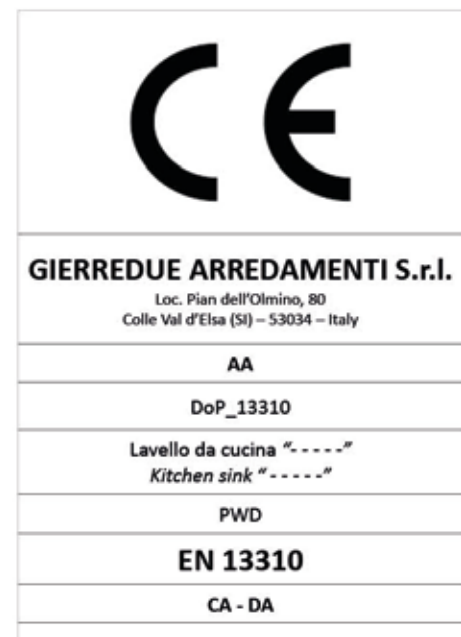 CE
GIERREDUE ARREDAMENTI S.r.l.
Loc. Pian dell'Olmino, 80
Colle Val d'Elsa (SI) – 53034 – Italy
AA
DoP_13310
Lavello da cucina "- - - - -"
Kitchen sink " - - - - -"
PWD
EN 13310
CA - DA